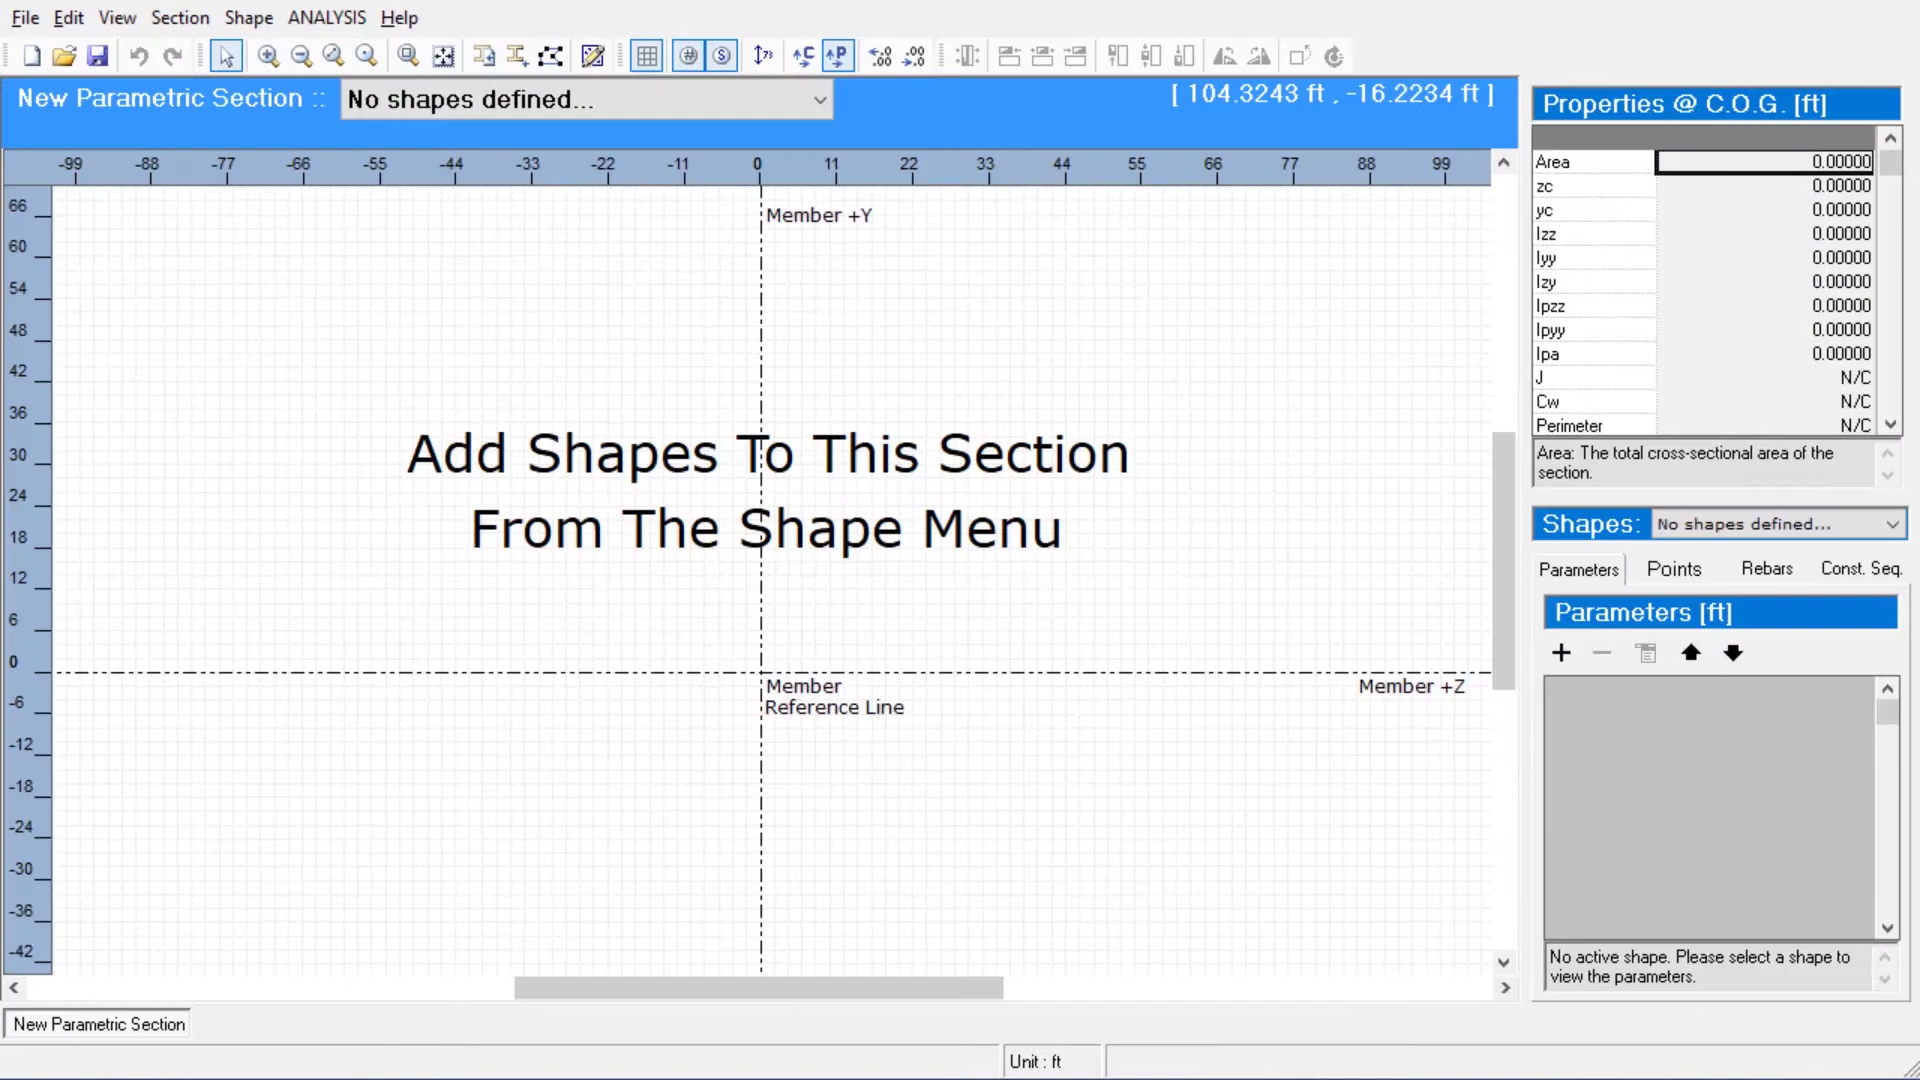 File Edit View Section Shape ANALYSIS Help
New Parametric Section :: No shapes defined... [ 104.3243 ft , -16.2234 ft ]
-99 -88 -77 -66 -55 -44 -33 -22 -11 0 11 22 33 44 55 66 77 88 99
66
60
54
48
42
36
30
24
18
12
6
0
-6
-12
-18
-24
-30
-36
-42
Member +Y
Add Shapes To This Section
From The Shape Menu
Member
Reference Line
Member +Z
Properties @ C.O.G. [ft]
Area 0.00000
zc 0.00000
yc 0.00000
Izz 0.00000
Iyy 0.00000
Izy 0.00000
Ipzz 0.00000
Ipyy 0.00000
Ipa 0.00000
J N/C
Cw N/C
Perimeter N/C
Area: The total cross-sectional area of the
section.
Shapes: No shapes defined...
Parameters Points Rebars Const. Seq.
Parameters [ft]
No active shape. Please select a shape to
view the parameters.
New Parametric Section
Unit : ft